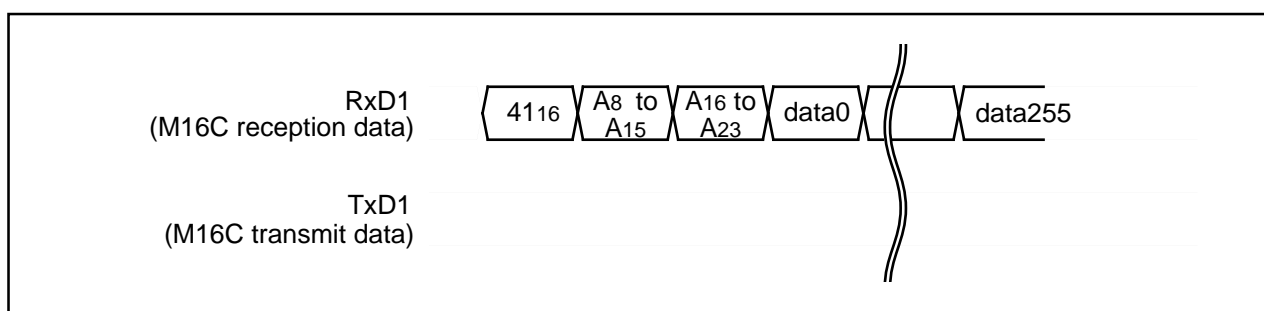 RxD1
(M16C reception data)
4116
A8 to
A15
A16 to
A23
data0
data255
TxD1
(M16C transmit data)